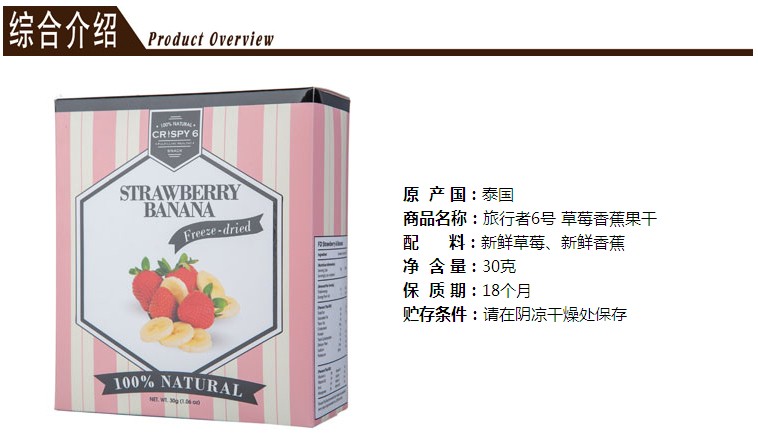 综合介绍
Product Overview
100% NATURAL
CR!SPY 6
SNACK
STRAWBERRY
BANANA
Freeze-dried
100% NATURAL
NET. WT. 30g (1.06 oz)
原 产 国：泰国
商品名称：旅行者6号 草莓香蕉果干
配 料：新鲜草莓、新鲜香蕉
净 含 量：30克
保 质 期：18个月
贮存条件：请在阴凉干燥处保存